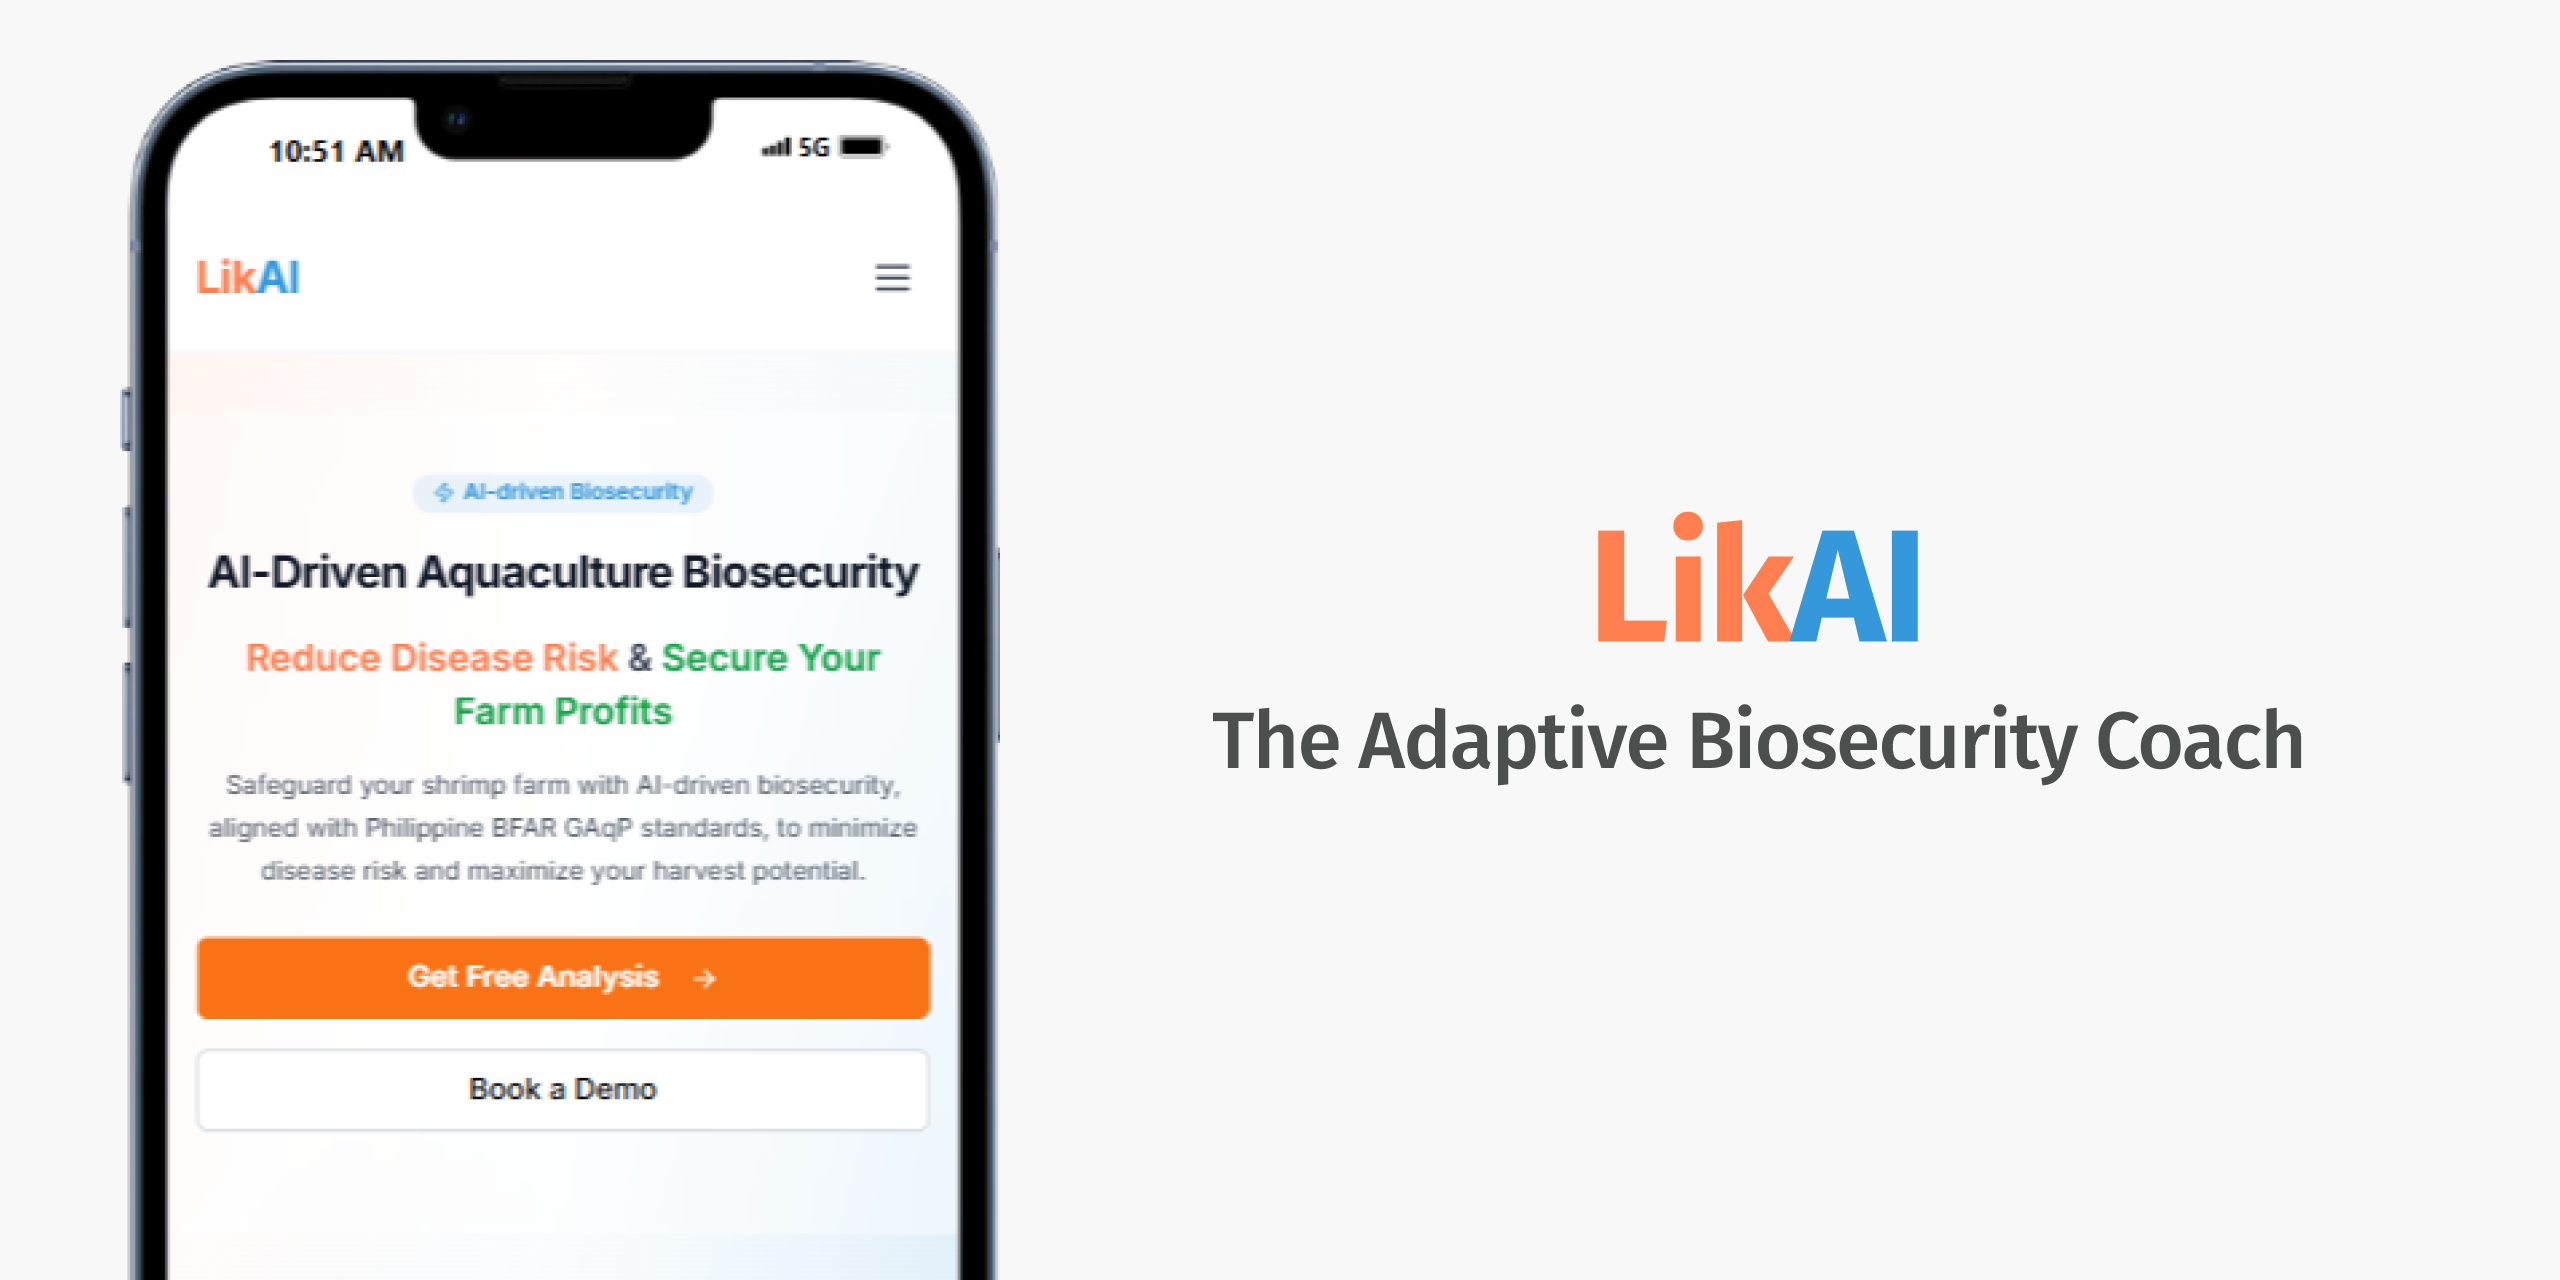 10:51 AM
5G
LikAI
AI-driven Biosecurity
AI-Driven Aquaculture Biosecurity
Reduce Disease Risk & Secure Your
Farm Profits
Safeguard your shrimp farm with AI-driven biosecurity,
aligned with Philippine BFAR GAqP standards, to minimize
disease risk and maximize your harvest potential.
Get Free Analysis →
Book a Demo
LikAI
The Adaptive Biosecurity Coach